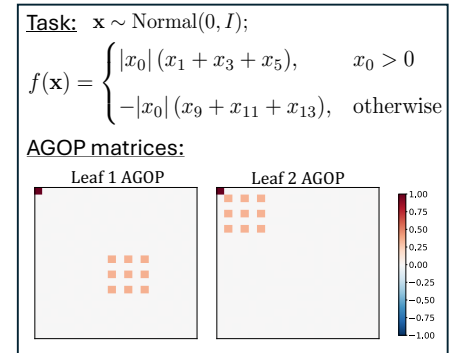 Task: x ∼ Normal(0, I);
f(x) = { |x₀| (x₁ + x₃ + x₅), x₀ > 0
−|x₀| (x₉ + x₁₁ + x₁₃), otherwise
AGOP matrices:
Leaf 1 AGOP Leaf 2 AGOP
1.00
0.75
0.50
0.25
0.00
−0.25
−0.50
−0.75
−1.00